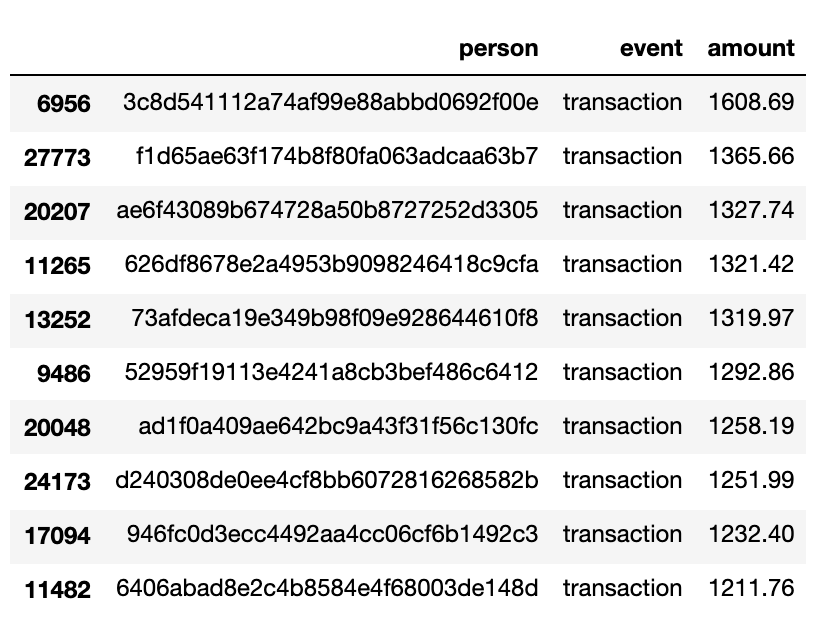 person event amount
6956 3c8d541112a74af99e88abbd0692f00e transaction 1608.69
27773 f1d65ae63f174b8f80fa063adcaa63b7 transaction 1365.66
20207 ae6f43089b674728a50b8727252d3305 transaction 1327.74
11265 626df8678e2a4953b9098246418c9cfa transaction 1321.42
13252 73afdeca19e349b98f09e928644610f8 transaction 1319.97
9486 52959f19113e4241a8cb3bef486c6412 transaction 1292.86
20048 ad1f0a409ae642bc9a43f31f56c130fc transaction 1258.19
24173 d240308de0ee4cf8bb6072816268582b transaction 1251.99
17094 946fc0d3ecc4492aa4cc06cf6b1492c3 transaction 1232.40
11482 6406abad8e2c4b8584e4f68003de148d transaction 1211.76